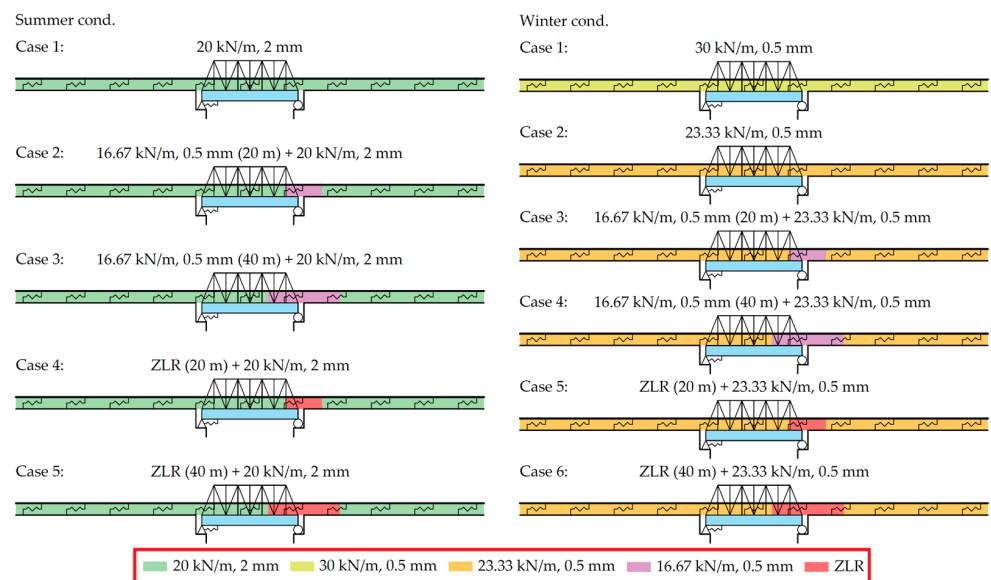 Summer cond.
Case 1:
20 kN/m, 2 mm
Case 2:
16.67 kN/m, 0.5 mm (20 m) + 20 kN/m, 2 mm
Case 3:
16.67 kN/m, 0.5 mm (40 m) + 20 kN/m, 2 mm
Case 4:
ZLR (20 m) + 20 kN/m, 2 mm
Case 5:
ZLR (40 m) + 20 kN/m, 2 mm
Winter cond.
Case 1:
30 kN/m, 0.5 mm
Case 2:
23.33 kN/m, 0.5 mm
Case 3:
16.67 kN/m, 0.5 mm (20 m) + 23.33 kN/m, 0.5 mm
Case 4:
16.67 kN/m, 0.5 mm (40 m) + 23.33 kN/m, 0.5 mm
Case 5:
ZLR (20 m) + 23.33 kN/m, 0.5 mm
Case 6:
ZLR (40 m) + 23.33 kN/m, 0.5 mm
20 kN/m, 2 mm 30 kN/m, 0.5 mm 23.33 kN/m, 0.5 mm 16.67 kN/m, 0.5 mm ZLR